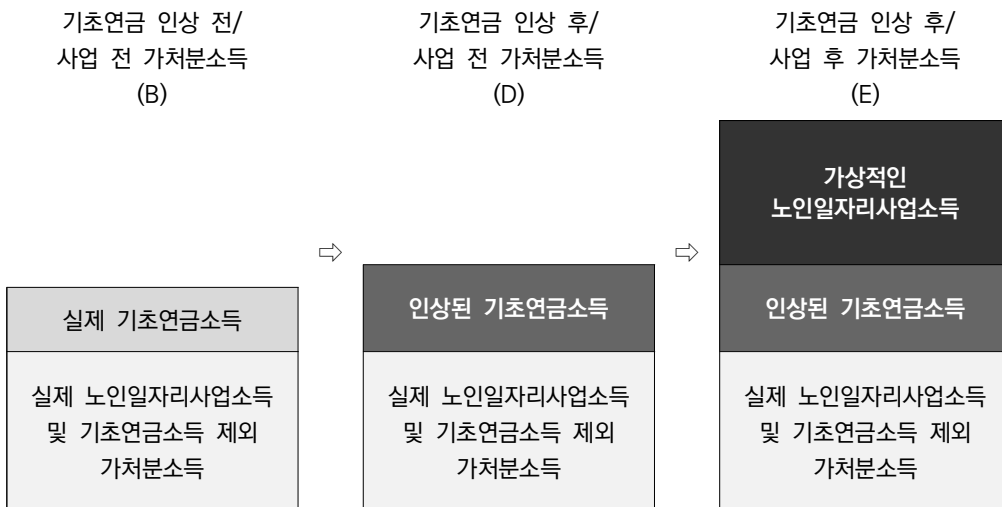 기초연금 인상 전/
사업 전 가처분소득
(B)
기초연금 인상 후/
사업 전 가처분소득
(D)
기초연금 인상 후/
사업 후 가처분소득
(E)
실제 기초연금소득
실제 노인일자리사업소득
및 기초연금소득 제외
가처분소득
⇨
인상된 기초연금소득
실제 노인일자리사업소득
및 기초연금소득 제외
가처분소득
⇨
가상적인
노인일자리사업소득
인상된 기초연금소득
실제 노인일자리사업소득
및 기초연금소득 제외
가처분소득